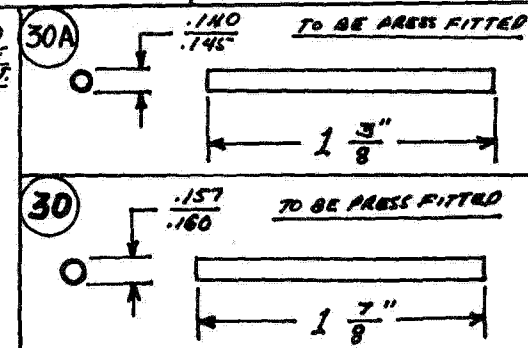 30A
.140
.145
TO BE PRESS FITTED
1 3/8"
30
.157
.160
TO BE PRESS FITTED
1 7/8"